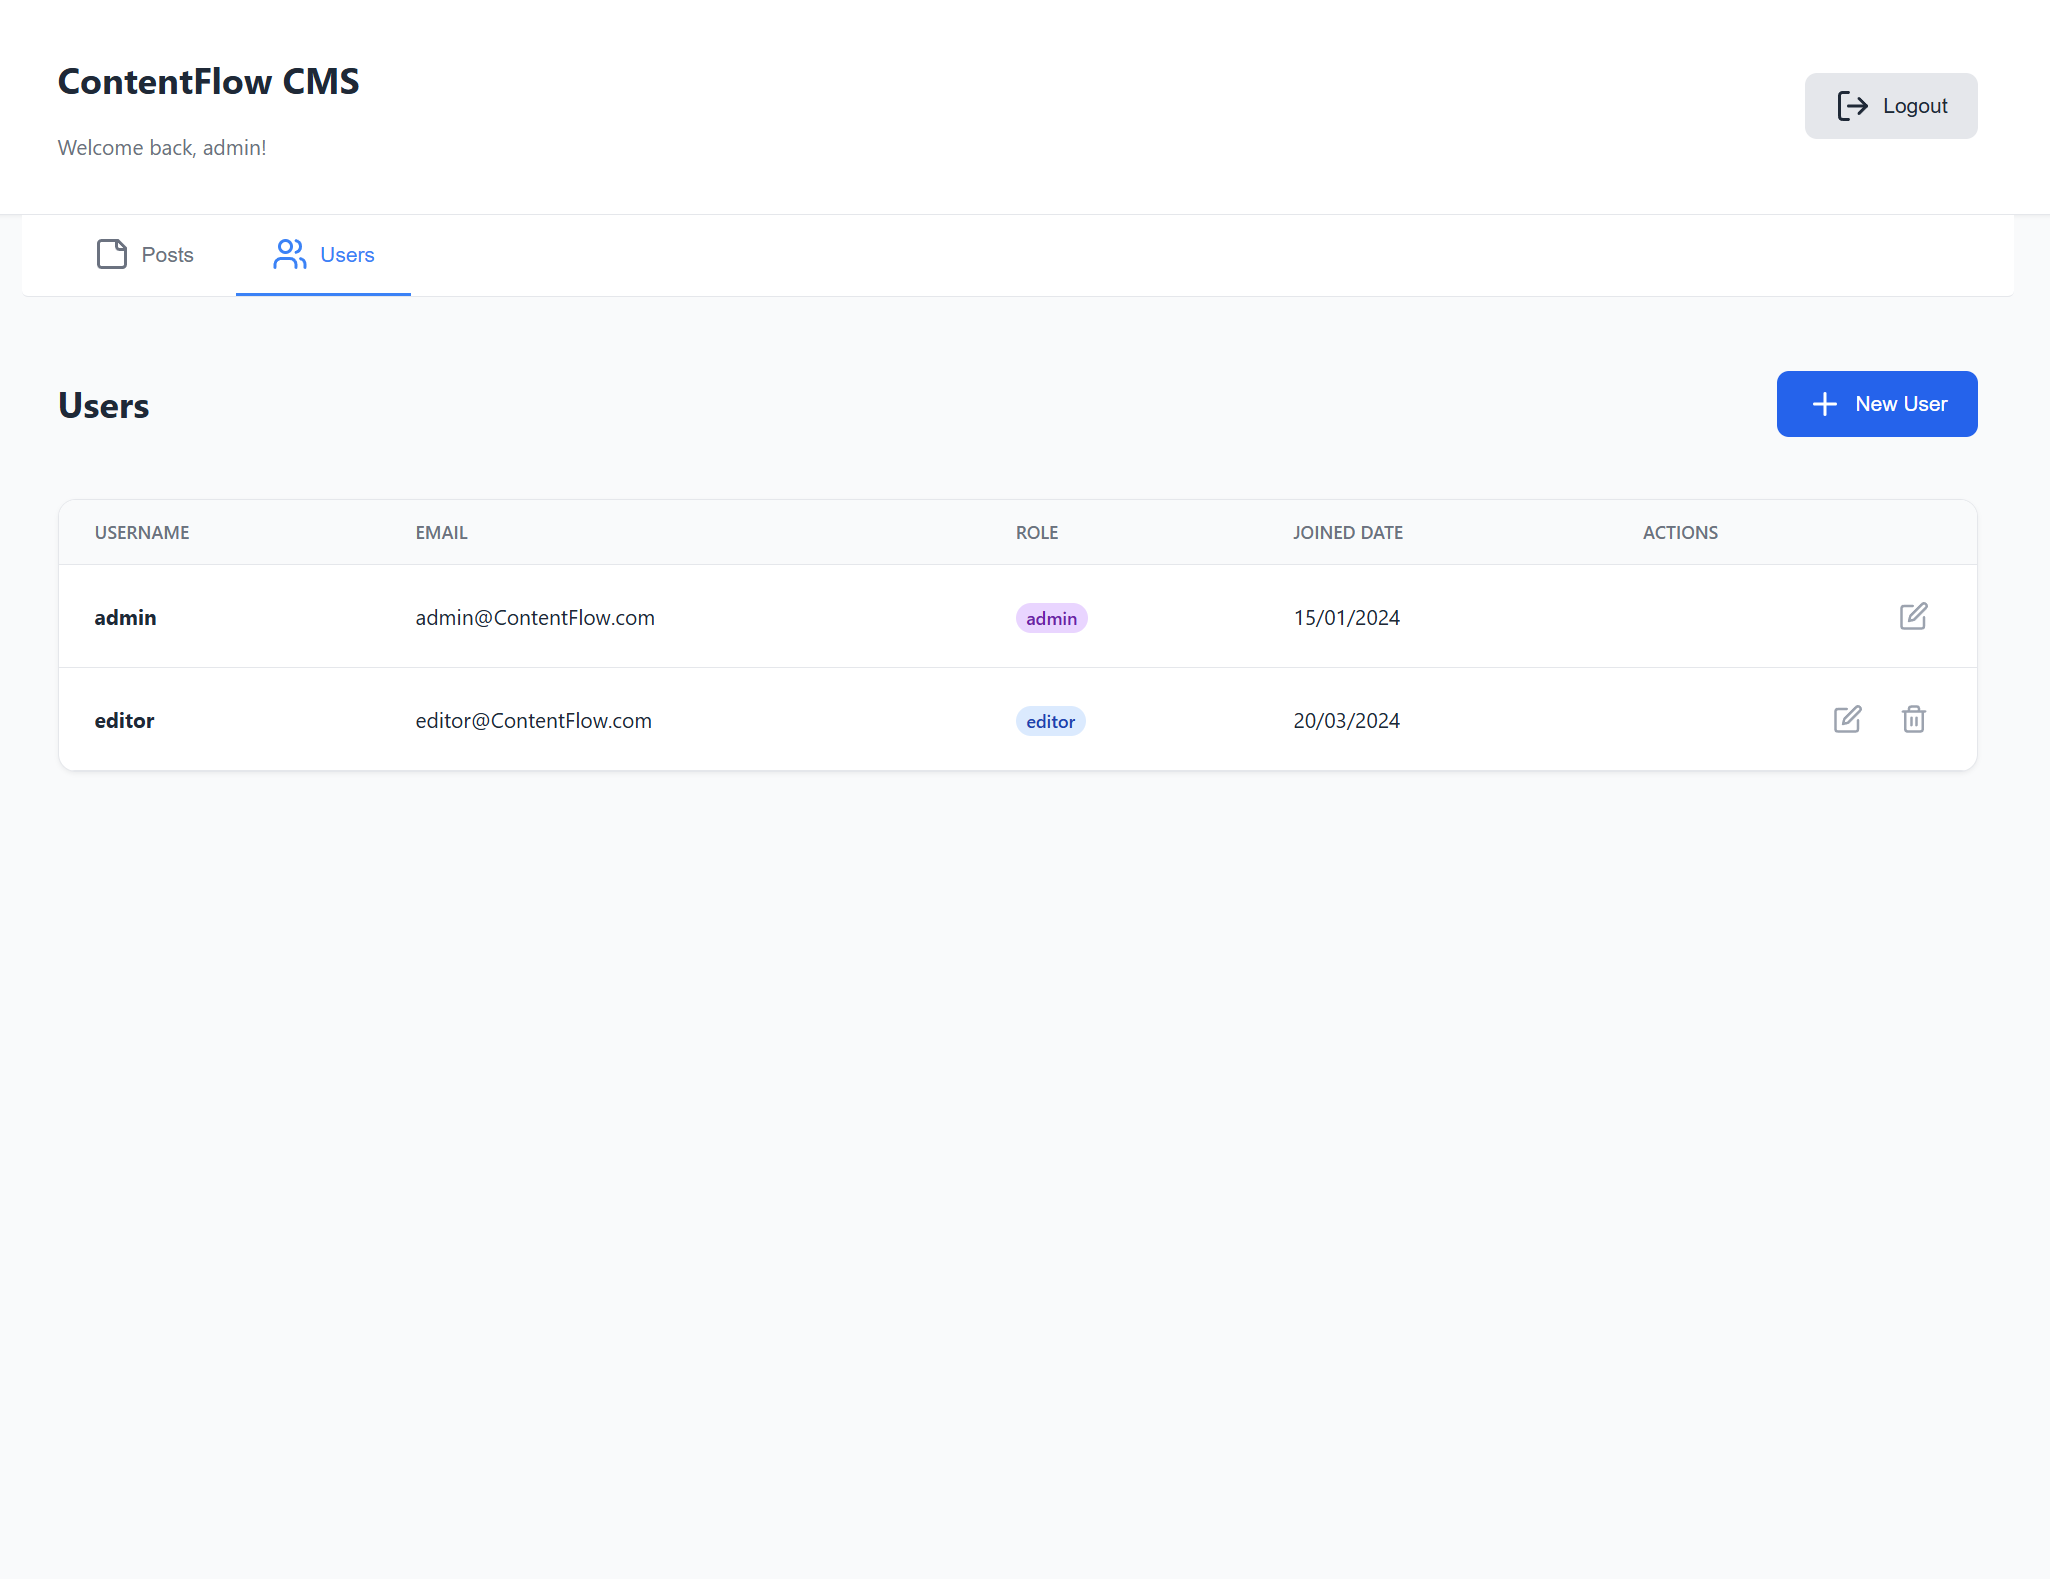 ContentFlow CMS
Welcome back, admin!
Logout
Posts
Users
Users
New User
USERNAME EMAIL ROLE JOINED DATE ACTIONS
admin admin@ContentFlow.com admin 15/01/2024
editor editor@ContentFlow.com editor 20/03/2024